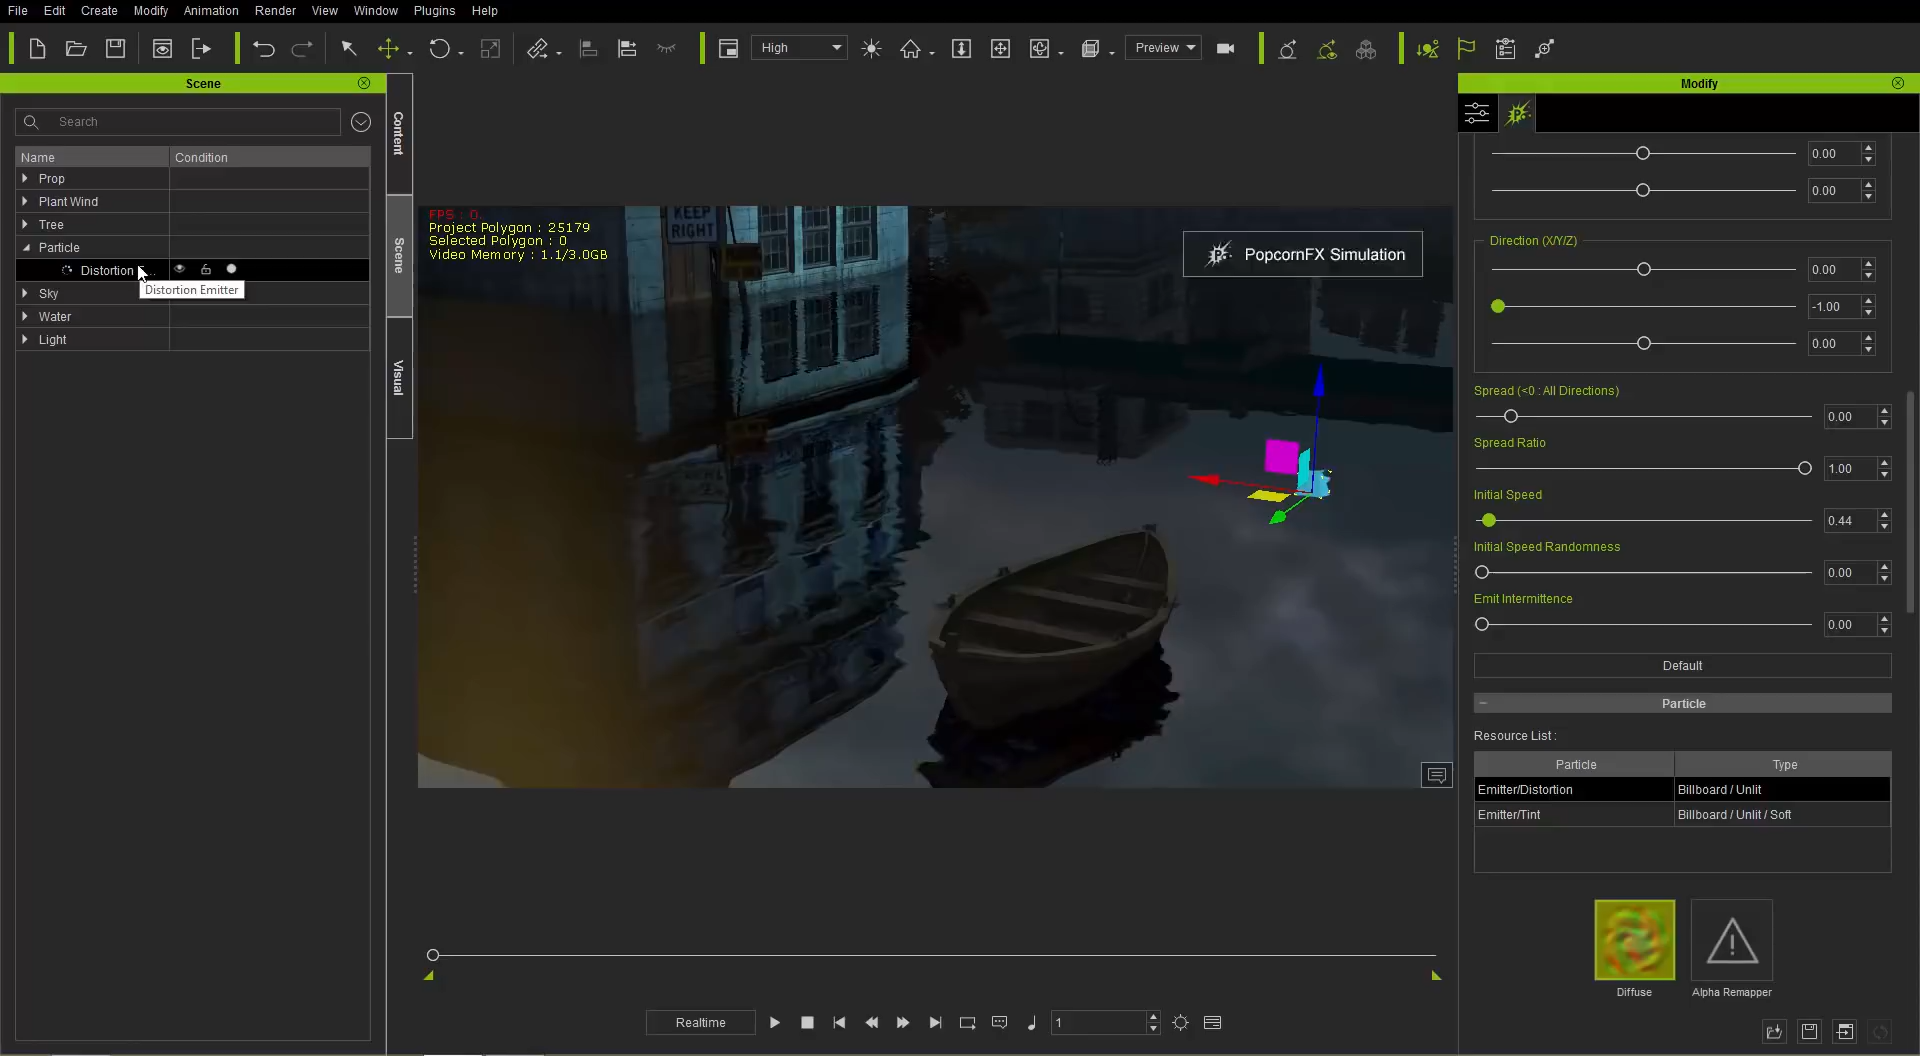 File Edit Create Modify Animation Render View Window Plugins Help
High
Preview
Scene
Search
Name Condition
Prop
Plant Wind
Tree
Particle
Distortion E...
Distortion Emitter
Sky
Water
Light
Content
Scene
Visual
FPS : 0.
Project Polygon : 25179
Selected Polygon : 0
Video Memory : 1.1/3.0GB
KEEP
RIGHT
PopcornFX Simulation
Realtime
1
Modify
0.00
0.00
Direction (X/Y/Z)
0.00
-1.00
0.00
Spread (<0 : All Directions)
0.00
Spread Ratio
1.00
Initial Speed
0.44
Initial Speed Randomness
0.00
Emit Intermittence
0.00
Default
Particle
Resource List :
Particle Type
Emitter/Distortion Billboard / Unlit
Emitter/Tint Billboard / Unlit / Soft
Diffuse Alpha Remapper